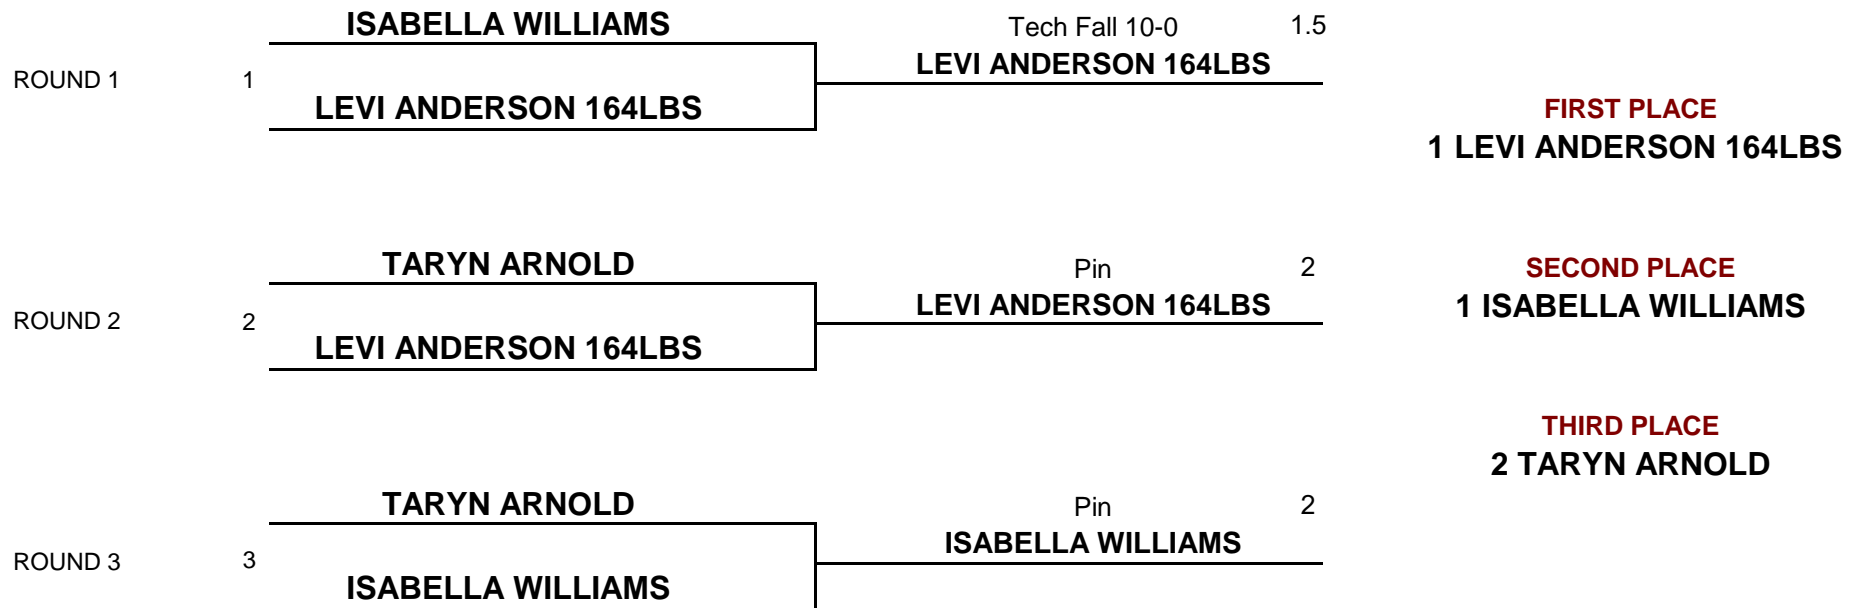 ISABELLA WILLIAMS
Tech Fall 10-0 1.5
LEVI ANDERSON 164LBS
ROUND 1 1
LEVI ANDERSON 164LBS
FIRST PLACE
1 LEVI ANDERSON 164LBS
TARYN ARNOLD
Pin 2
SECOND PLACE
LEVI ANDERSON 164LBS
1 ISABELLA WILLIAMS
ROUND 2 2
LEVI ANDERSON 164LBS
THIRD PLACE
2 TARYN ARNOLD
TARYN ARNOLD
Pin 2
ISABELLA WILLIAMS
ROUND 3 3
ISABELLA WILLIAMS